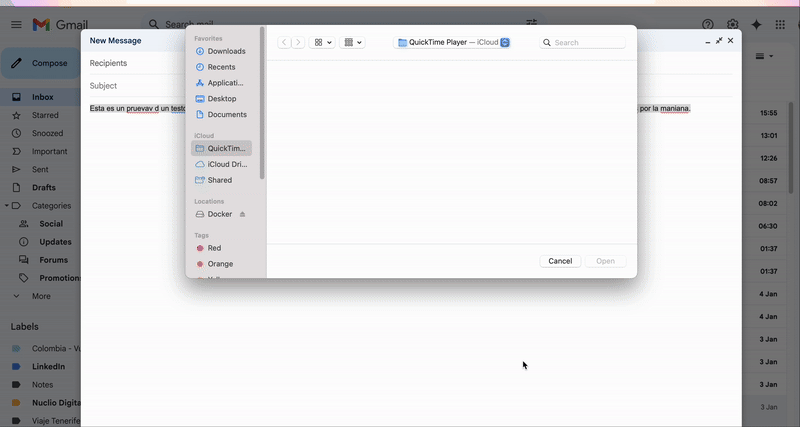 Gmail
Search mail
Compose
Inbox
Starred
Snoozed
Important
Sent
Drafts
Categories
Social
Updates
Forums
Promotions
More
Labels
Colombia -
LinkedIn
Notes
Nuclio Digita
Viaje Tenerife
New Message
Recipients
Subject
Esta es un pruevav d un testo
por la maniana.
Favorites
Downloads
Recents
Applicati...
Desktop
Documents
iCloud
QuickTim...
iCloud Dri...
Shared
Locations
Docker
Tags
Red
Orange
QuickTime Player — iCloud
Search
Cancel
Open
15:55
13:01
12:26
08:57
08:02
06:30
01:37
01:37
4 Jan
4 Jan
3 Jan
3 Jan
3 Jan
3 Jan